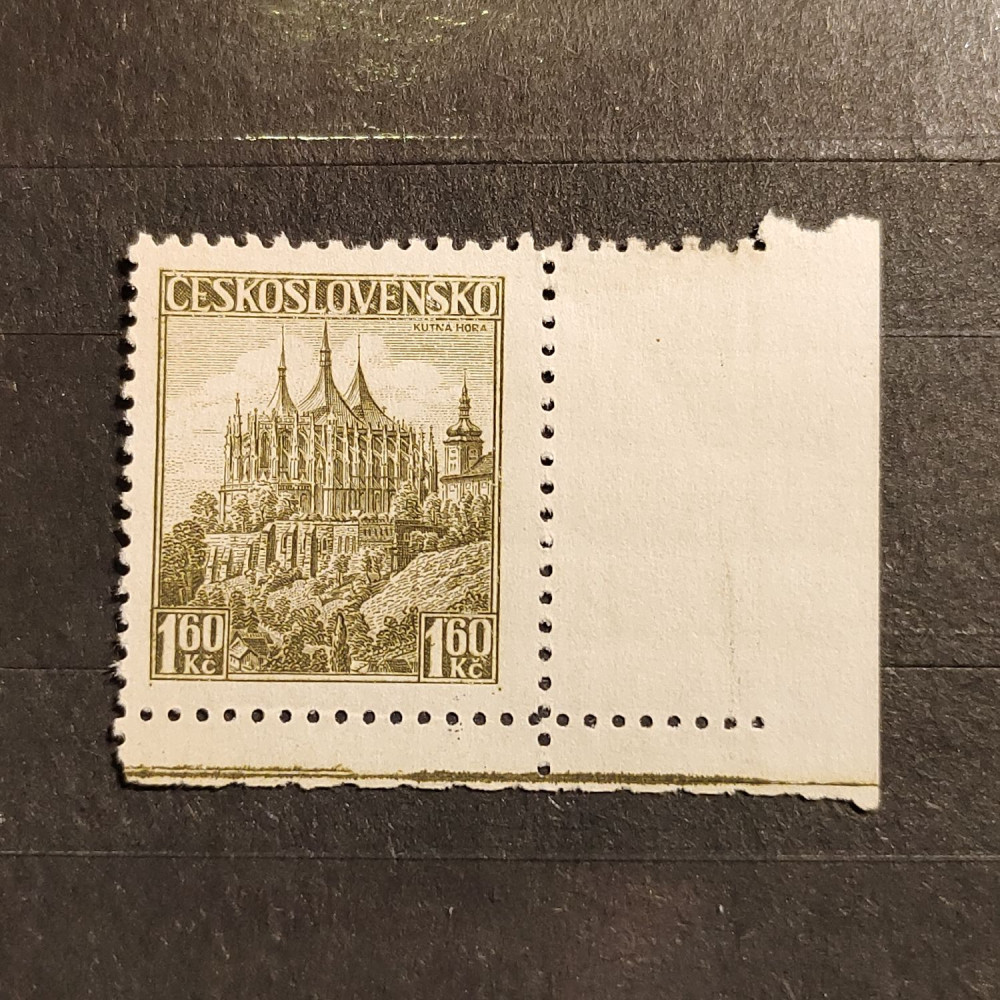 ČESKOSLOVENSKO
KUTNÁ HORA
1.60 1.60
Kč Kč